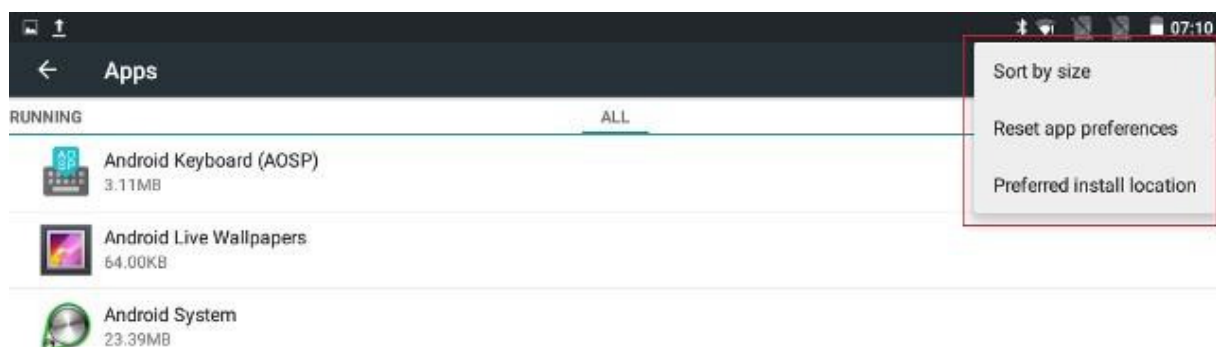 07:10
Apps
Sort by size
RUNNING
ALL
Reset app preferences
Android Keyboard (AOSP)
3.11MB
Preferred install location
Android Live Wallpapers
64.00KB
Android System
23.39MB